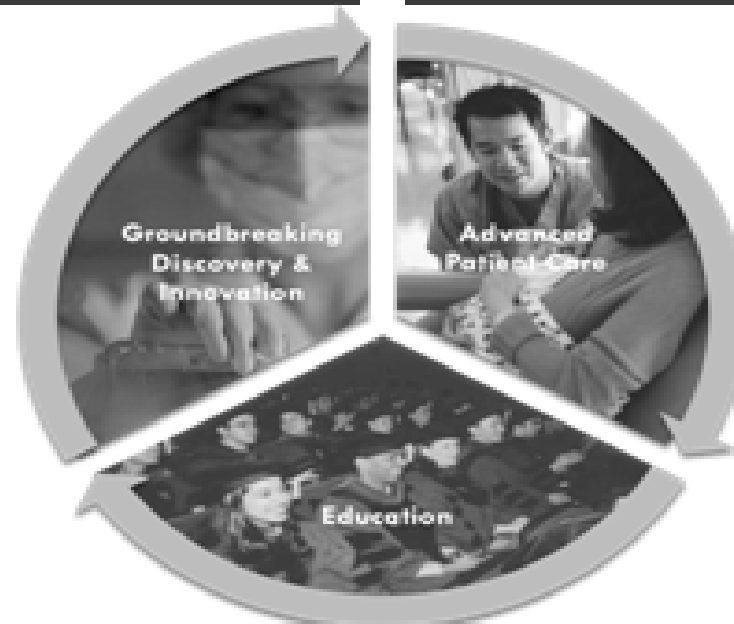 Groundbreaking
Discovery &
Innovation
Advanced
Patient Care
Education